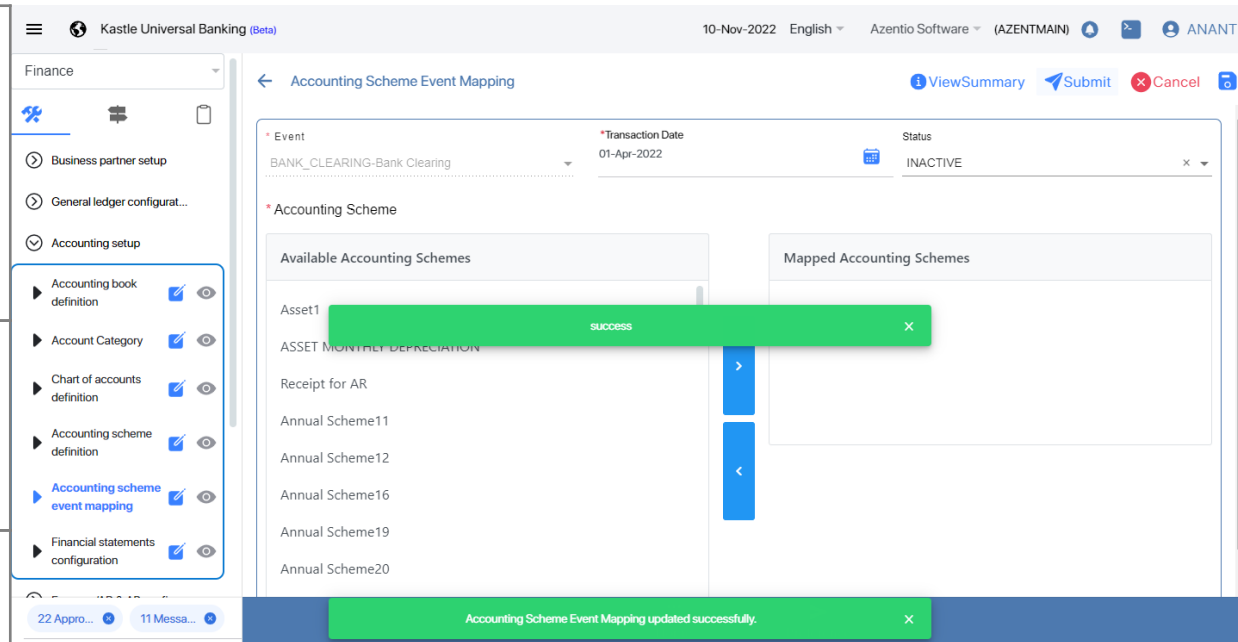 Kastle Universal Banking (Beta)
10-Nov-2022 English Azentio Software (AZENTMAIN) ANANT
Finance
Accounting Scheme Event Mapping
ViewSummary Submit Cancel
Business partner setup
General ledger configurat...
Accounting setup
Accounting book
definition
Account Category
Chart of accounts
definition
Accounting scheme
definition
Accounting scheme
event mapping
Financial statements
configuration
22 Appro... 11 Messa...
* Event
BANK_CLEARING-Bank Clearing
*Transaction Date
01-Apr-2022
Status
INACTIVE
* Accounting Scheme
Available Accounting Schemes
Mapped Accounting Schemes
Asset1
success
ASSET MONTHLY DEPRECIATION
Receipt for AR
Annual Scheme11
Annual Scheme12
Annual Scheme16
Annual Scheme19
Annual Scheme20
Accounting Scheme Event Mapping updated successfully.